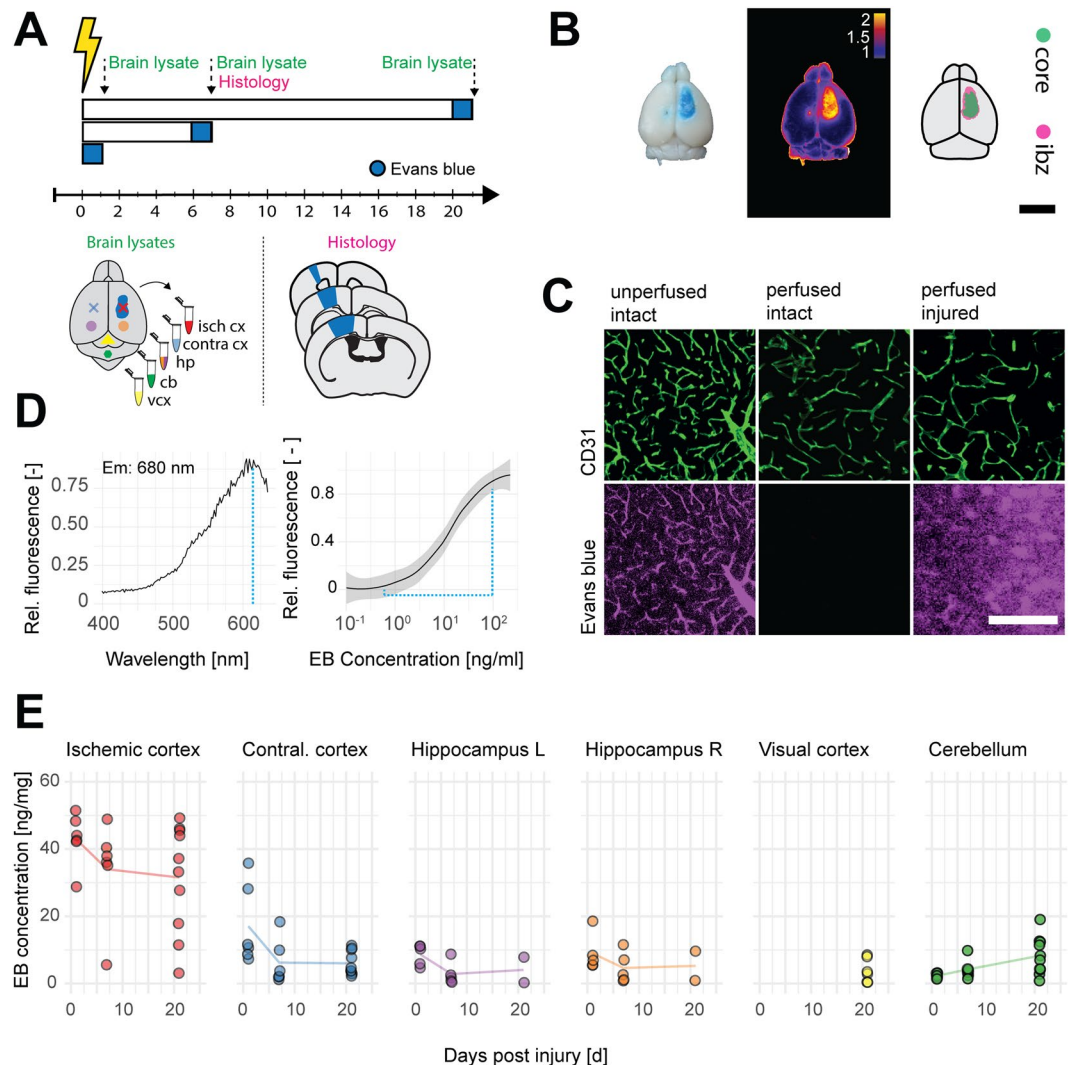 A
Brain lysate
Brain lysate
Histology
Brain lysate
Evans blue
0 2 4 6 8 10 12 14 16 18 20
Brain lysates
isch cx
contra cx
hp
cb
vcx
Histology
B
2
1.5
1
core
ibz
C
unperfused
intact
perfused
intact
perfused
injured
CD31
Evans blue
D
Em: 680 nm
Rel. fluorescence [-]
0.75
0.50
0.25
0
400 500 600
Wavelength [nm]
Rel. fluorescence [ - ]
0.8
0.4
0
10⁻¹ 10⁰ 10¹ 10²
EB Concentration [ng/ml]
E
Ischemic cortex
Contral. cortex
Hippocampus L
Hippocampus R
Visual cortex
Cerebellum
EB concentration [ng/mg]
60
40
20
0
0 10 20
0 10 20
0 10 20
0 10 20
0 10 20
0 10 20
Days post injury [d]